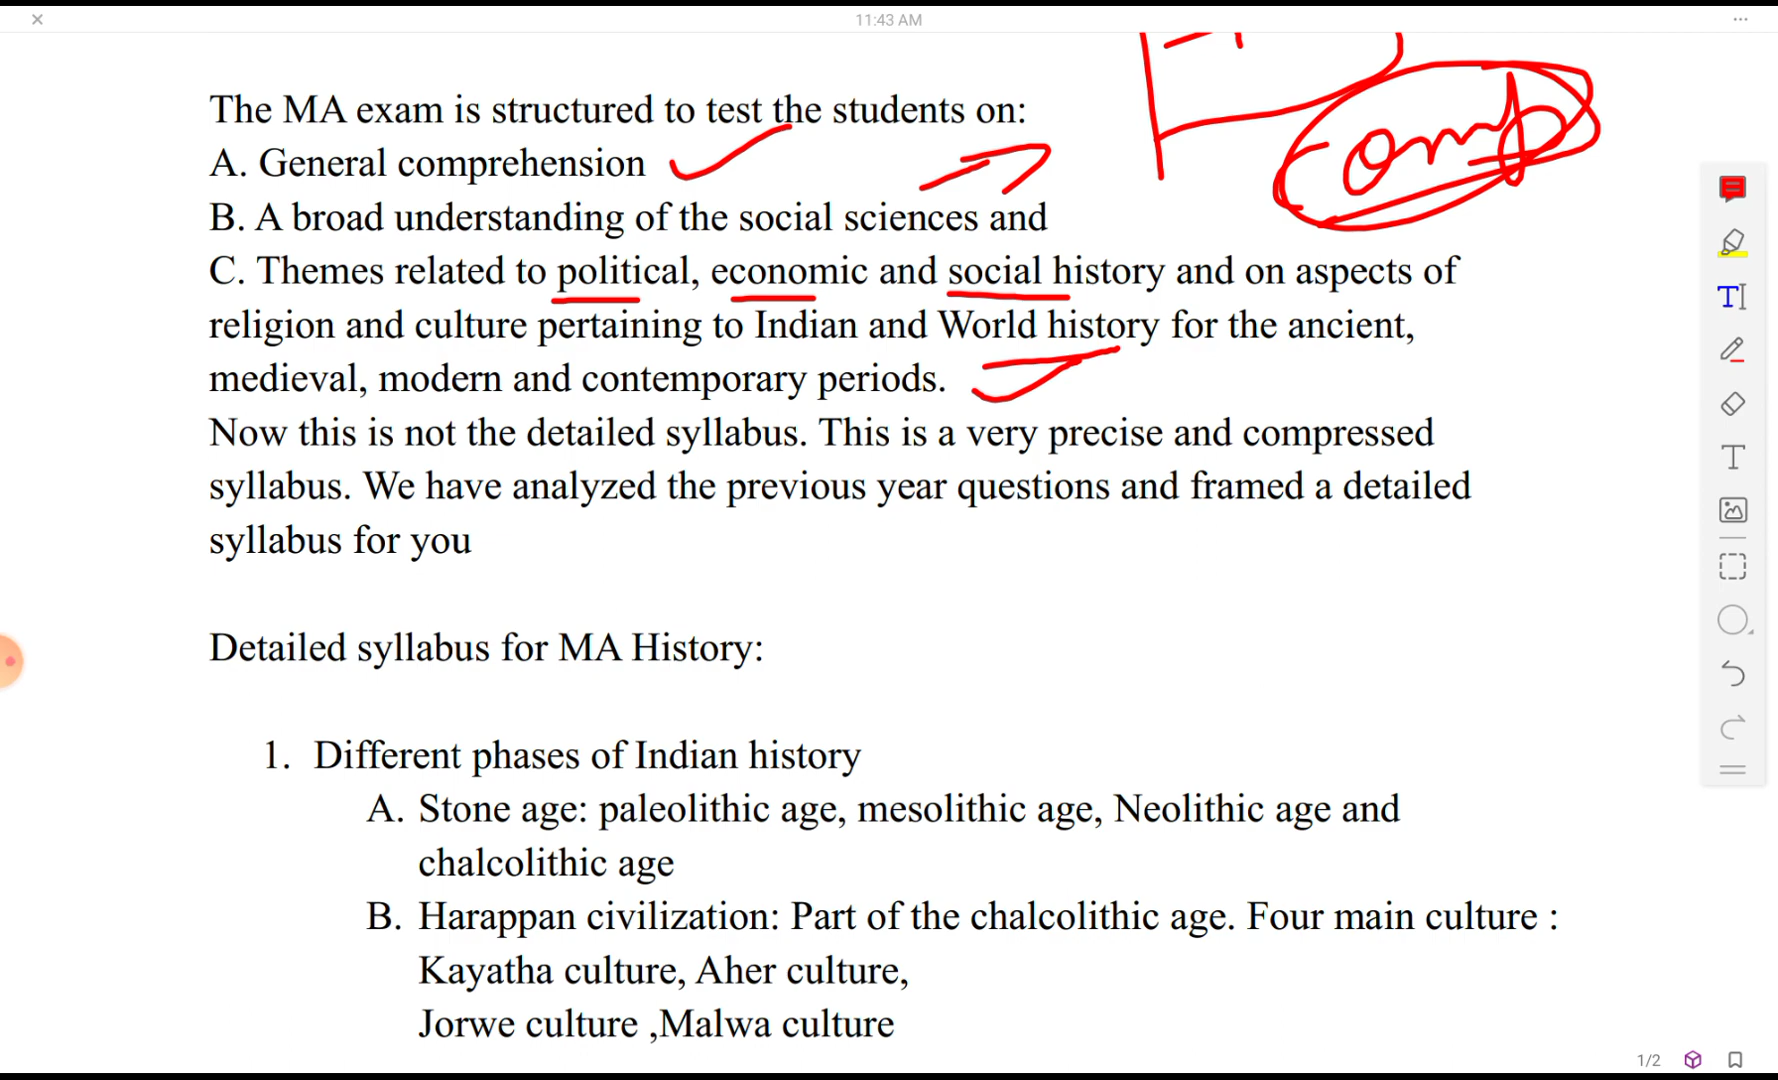 11:43 AM
The MA exam is structured to test the students on:
A. General comprehension
B. A broad understanding of the social sciences and
C. Themes related to political, economic and social history and on aspects of
religion and culture pertaining to Indian and World history for the ancient,
medieval, modern and contemporary periods.
Now this is not the detailed syllabus. This is a very precise and compressed
syllabus. We have analyzed the previous year questions and framed a detailed
syllabus for you
Detailed syllabus for MA History:
1. Different phases of Indian history
A. Stone age: paleolithic age, mesolithic age, Neolithic age and
chalcolithic age
B. Harappan civilization: Part of the chalcolithic age. Four main culture :
Kayatha culture, Aher culture,
Jorwe culture ,Malwa culture
1/2